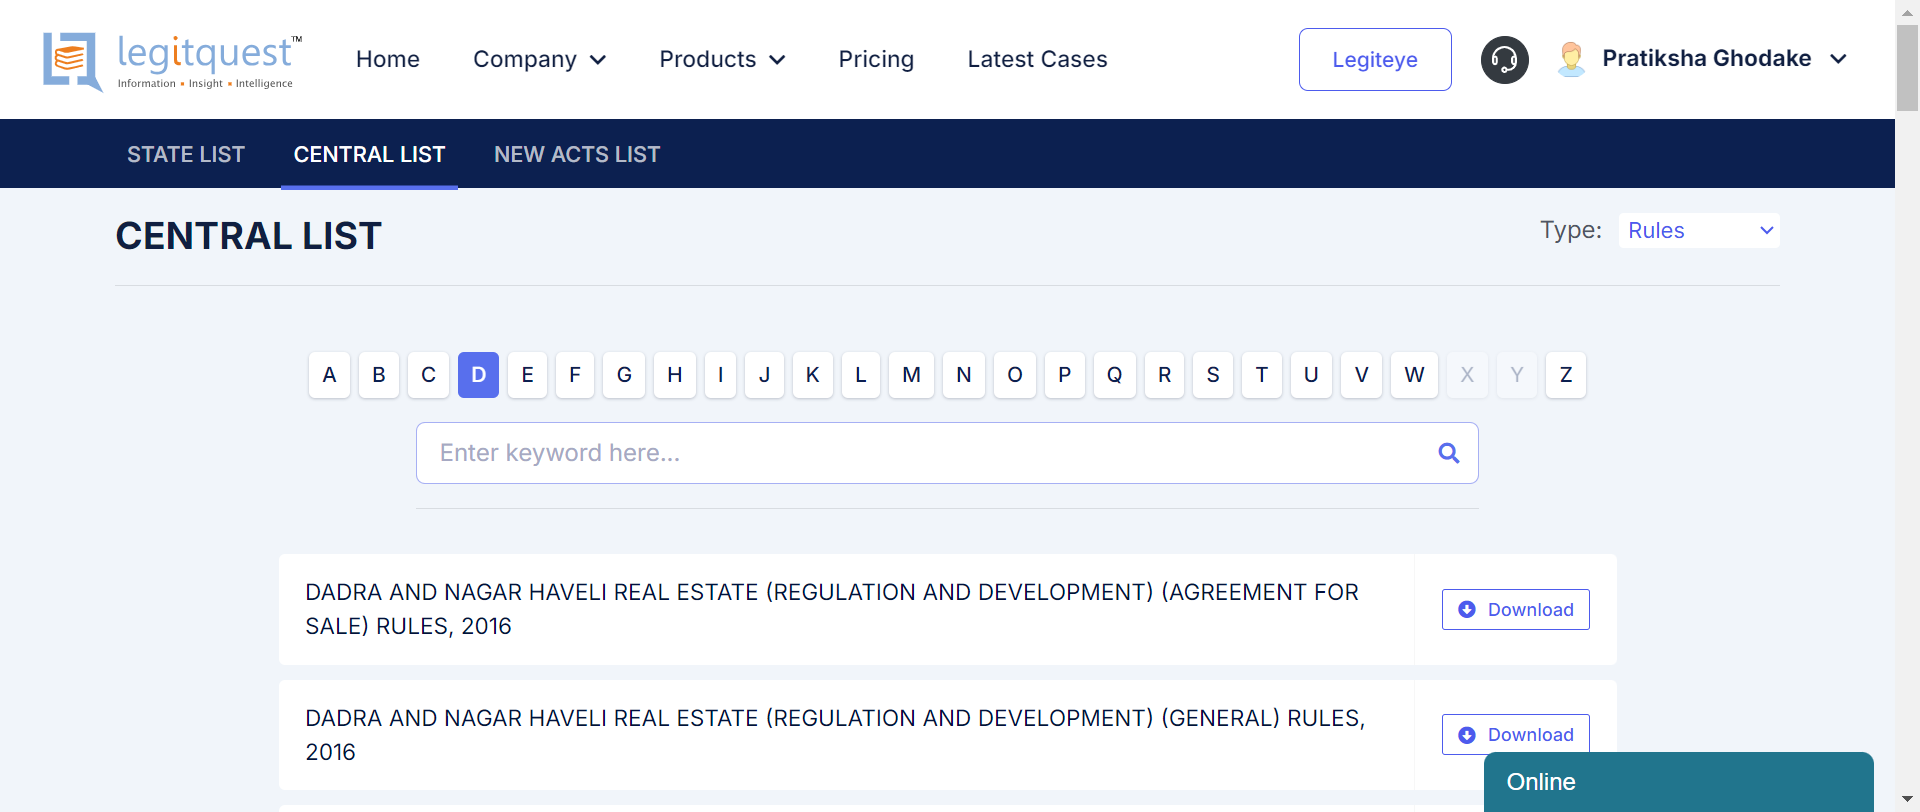 legitquest™
Information • Insight • Intelligence
Home
Company
Products
Pricing
Latest Cases
Legiteye
Pratiksha Ghodake
STATE LIST
CENTRAL LIST
NEW ACTS LIST
CENTRAL LIST
Type:
Rules
A B C D E F G H I J K L M N O P Q R S T U V W X Y Z
Enter keyword here...
DADRA AND NAGAR HAVELI REAL ESTATE (REGULATION AND DEVELOPMENT) (AGREEMENT FOR
SALE) RULES, 2016
Download
DADRA AND NAGAR HAVELI REAL ESTATE (REGULATION AND DEVELOPMENT) (GENERAL) RULES,
2016
Download
Online